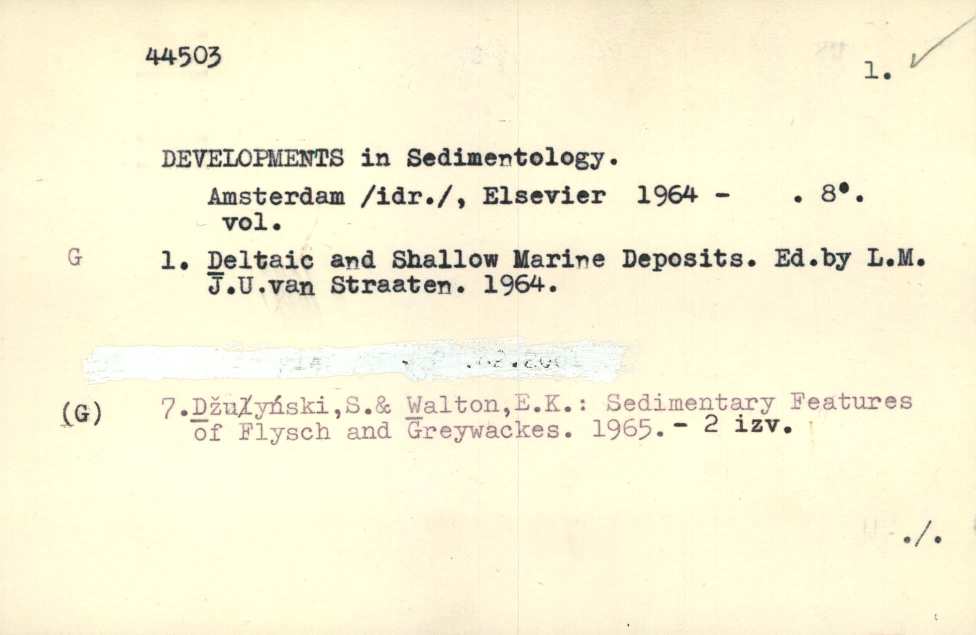 44503
1.
DEVELOPMENTS in Sedimentology.
Amsterdam /idr./, Elsevier 1964 - . 8°.
vol.
G 1. Deltaic and Shallow Marine Deposits. Ed.by L.M.
J.U.van Straaten. 1964.
(G) 7.Džułyński,S.& Walton,E.K.: Sedimentary Features
of Flysch and Greywackes. 1965.- 2 izv.
./.